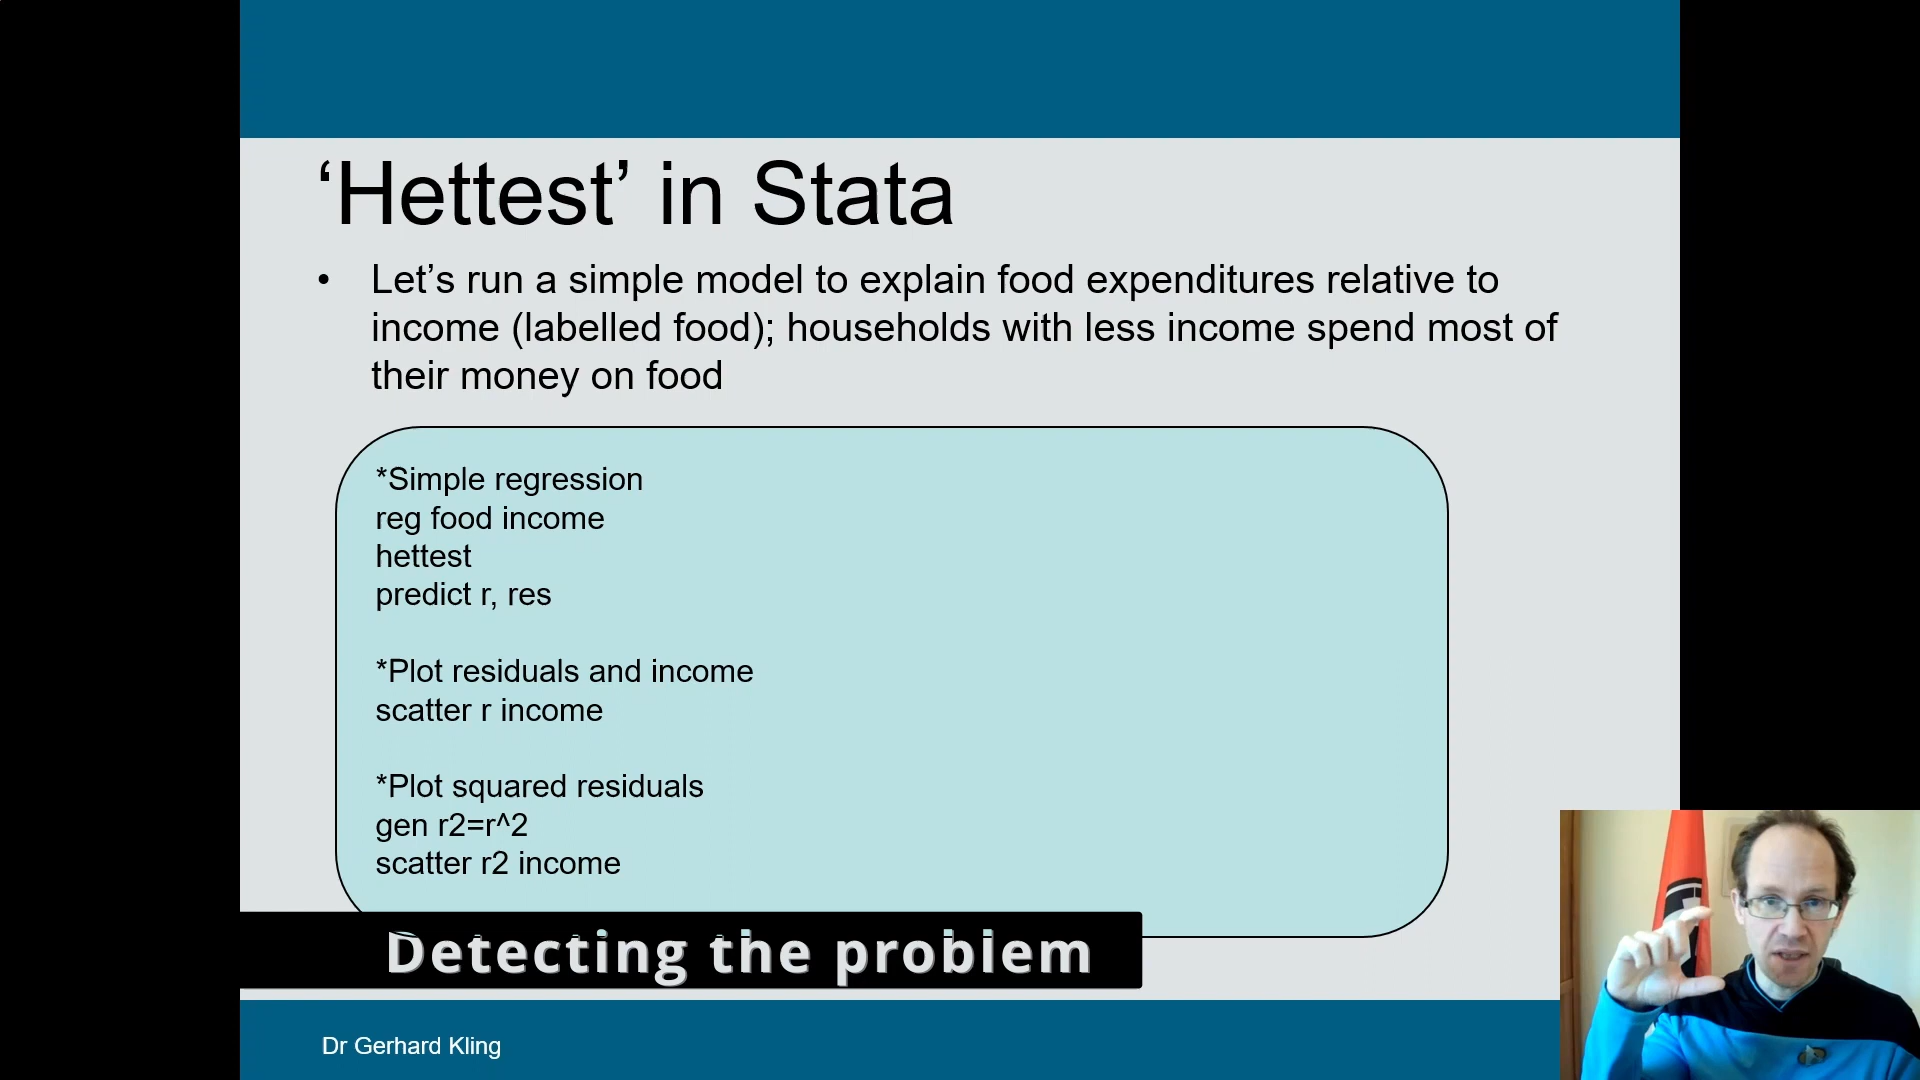 ‘Hettest’ in Stata
• Let’s run a simple model to explain food expenditures relative to
income (labelled food); households with less income spend most of
their money on food
*Simple regression
reg food income
hettest
predict r, res
*Plot residuals and income
scatter r income
*Plot squared residuals
gen r2=r^2
scatter r2 income
Detecting the problem
Dr Gerhard Kling